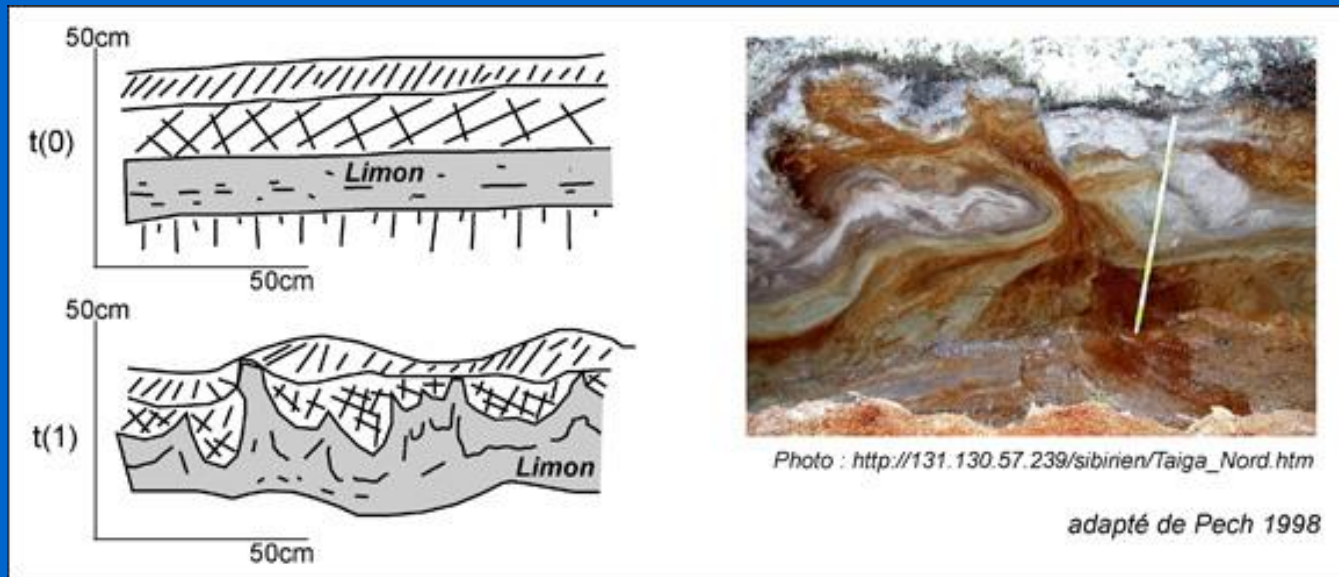 50cm
t(0)
Limon
50cm
50cm
t(1)
Limon
50cm
Photo : http://131.130.57.239/sibirien/Taiga_Nord.htm
adapté de Pech 1998